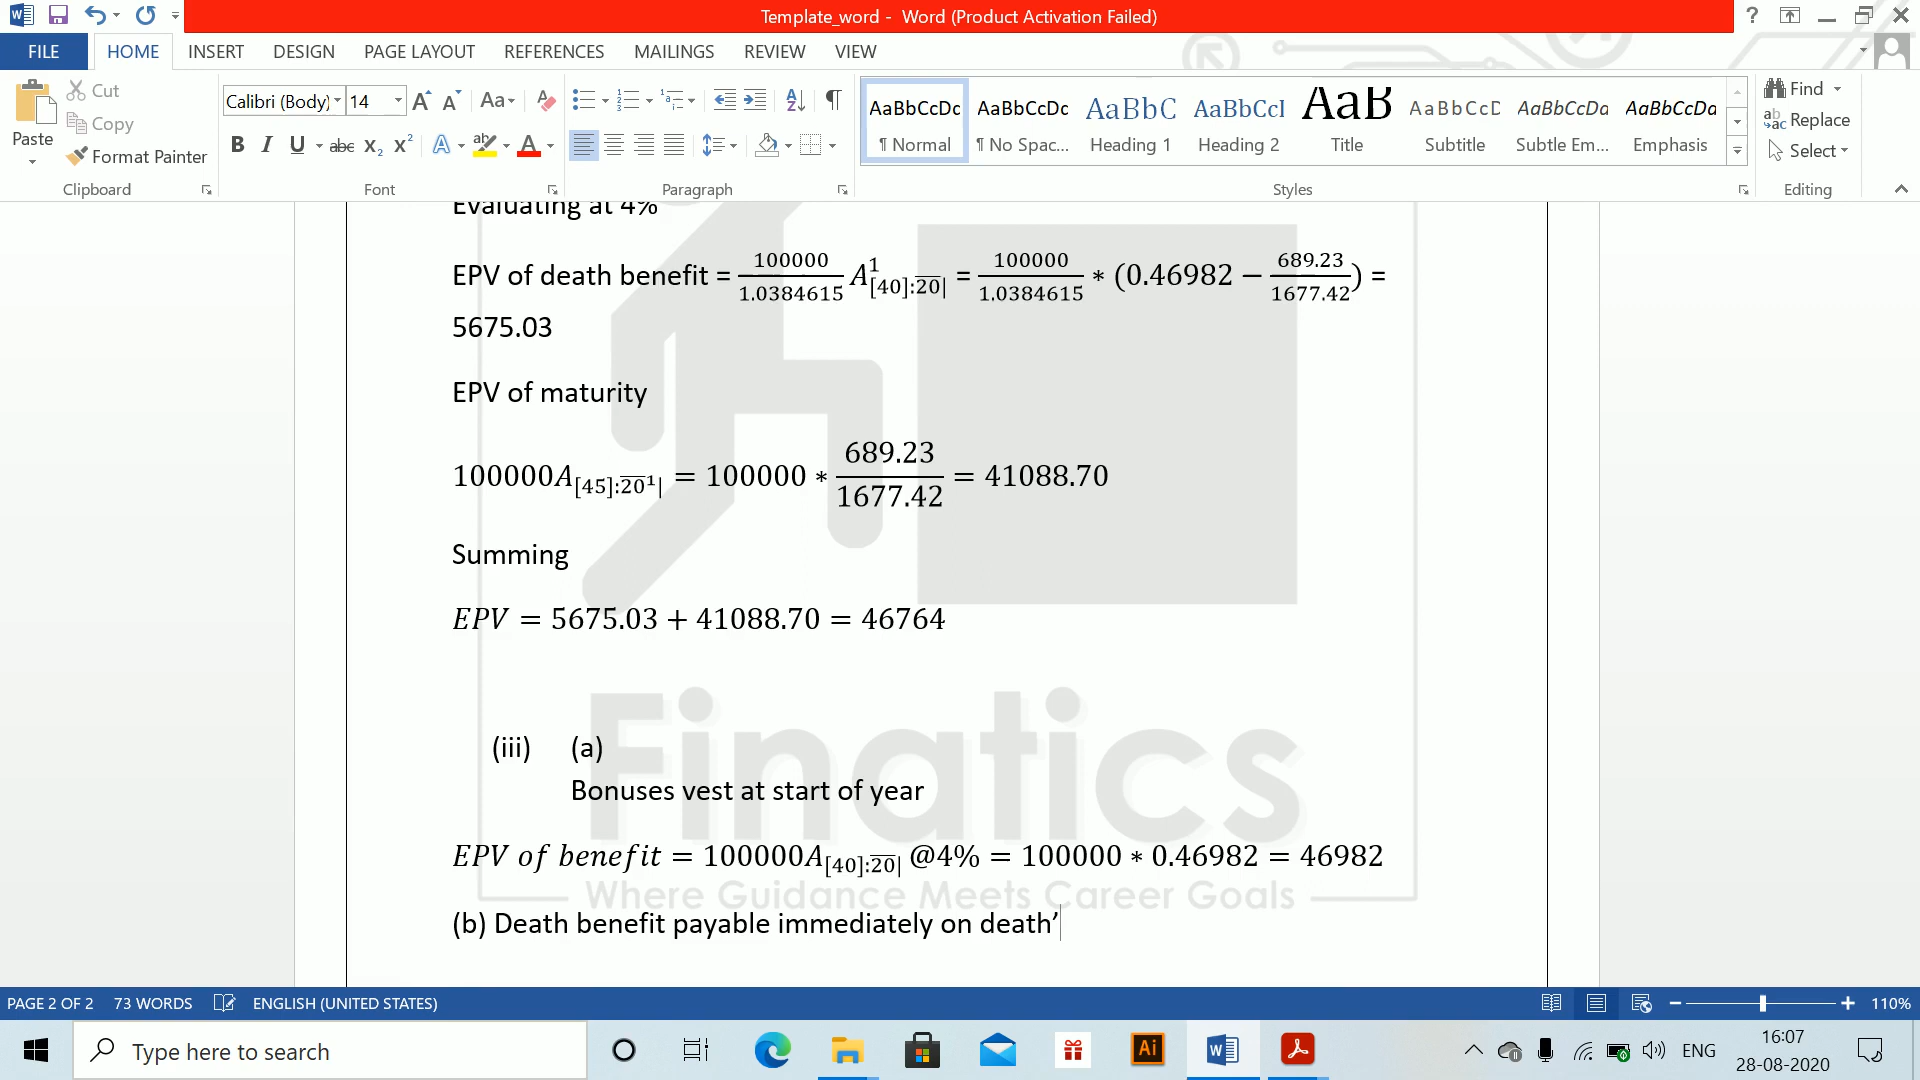 Template_word - Word (Product Activation Failed)
FILE HOME INSERT DESIGN PAGE LAYOUT REFERENCES MAILINGS REVIEW VIEW
Paste
Cut
Copy
Format Painter
Clipboard
Calibri (Body) 14
Font
Paragraph
AaBbCcDc AaBbCcDc AaBbC AaBbCcI AaB AaBbCcD AaBbCcDa AaBbCcDa
¶ Normal ¶ No Spac... Heading 1 Heading 2 Title Subtitle Subtle Em... Emphasis
Styles
Find
Replace
Select
Editing
Evaluating at 4%
EPV of death benefit = 100000/1.0384615 A^1_[40]:20| = 100000/1.0384615 * (0.46982 − 689.23/1677.42) =
5675.03
EPV of maturity
100000A_[45]:20^1| = 100000 * 689.23/1677.42 = 41088.70
Summing
EPV = 5675.03 + 41088.70 = 46764
Finatics
(iii) (a)
Bonuses vest at start of year
EPV of benefit = 100000A_[40]:20| @4% = 100000 * 0.46982 = 46982
Where Guidance Meets Career Goals
(b) Death benefit payable immediately on death’
PAGE 2 OF 2 73 WORDS ENGLISH (UNITED STATES) 110%
Type here to search
Ai
ENG
16:07
28-08-2020